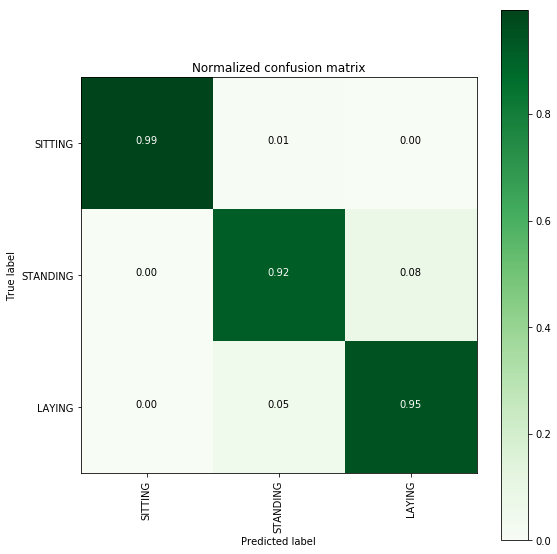 Normalized confusion matrix
True label
SITTING
0.99
0.01
0.00
STANDING
0.00
0.92
0.08
LAYING
0.00
0.05
0.95
SITTING
STANDING
LAYING
Predicted label
0.8
0.6
0.4
0.2
0.0